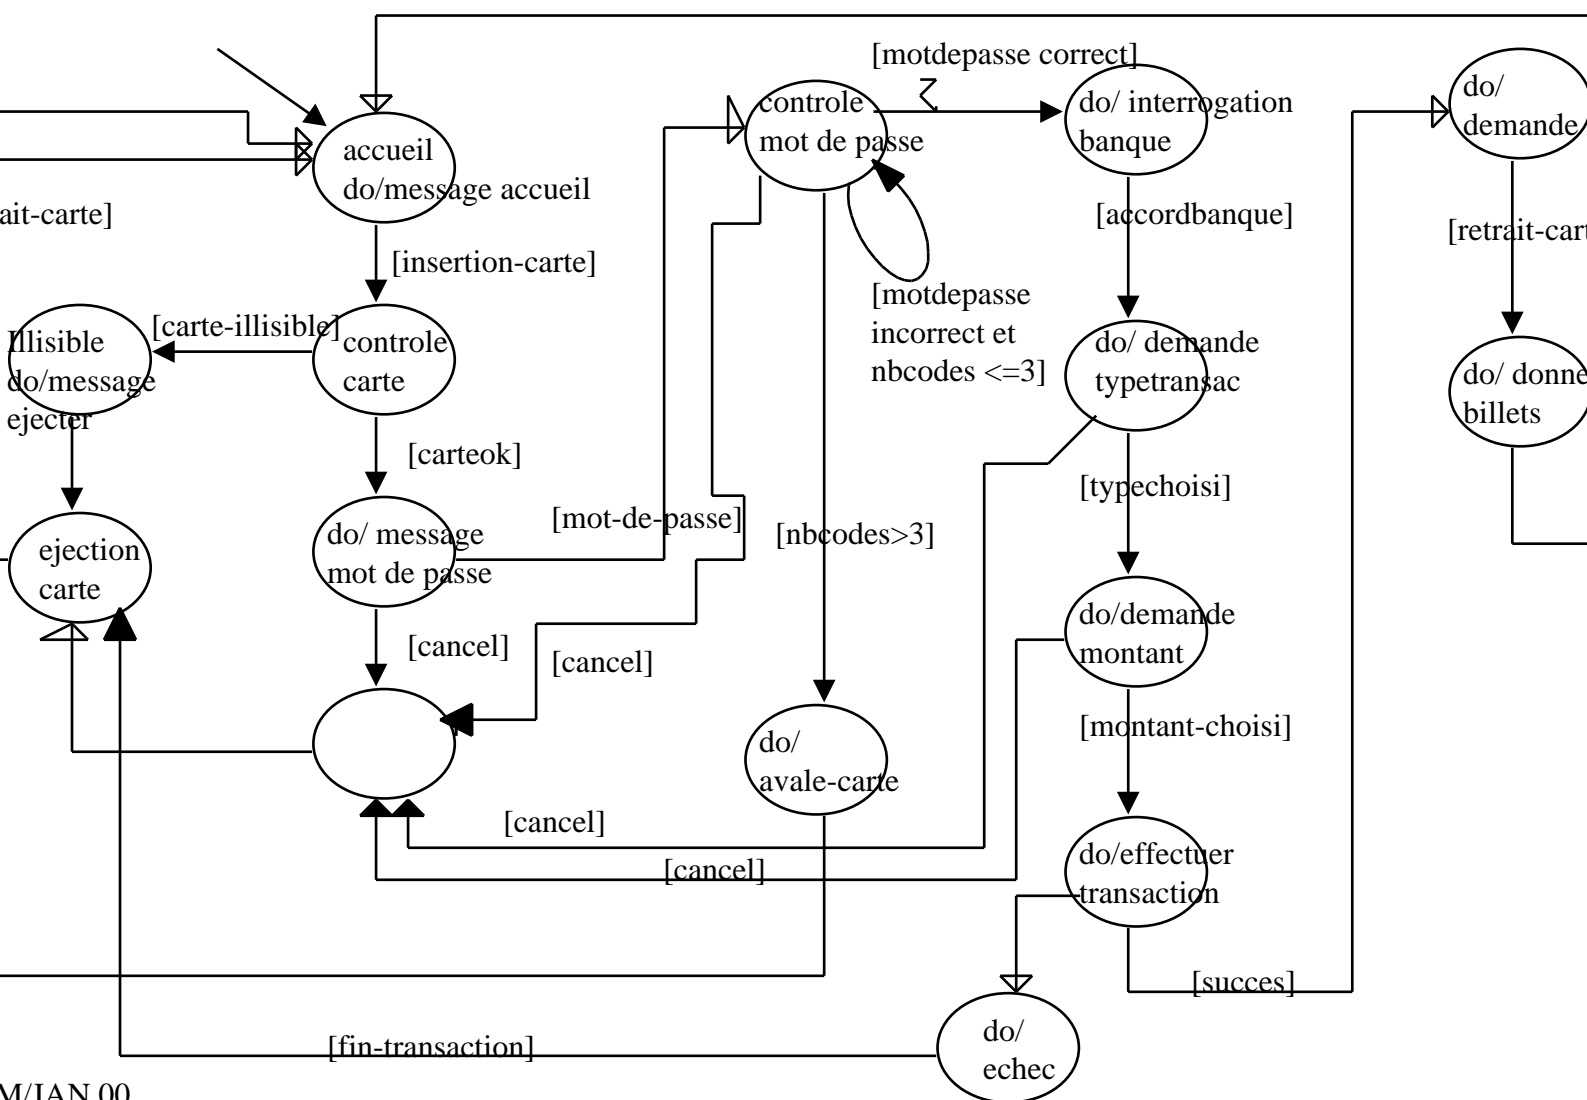 [motdepasse correct]
do/
demande
controle
mot de passe
do/ interrogation
banque
accueil
do/message accueil
ait-carte]
[accordbanque]
[retrait-cart
[insertion-carte]
[motdepasse
incorrect et
nbcodes <=3]
[carte-illisible]
Illisible
do/message
ejecter
controle
carte
do/ demande
typetransac
do/ donne
billets
[carteok]
[typechoisi]
[mot-de-passe]
[nbcodes>3]
do/ message
mot de passe
ejection
carte
do/demande
montant
[cancel]
[cancel]
[montant-choisi]
do/
avale-carte
[cancel]
[cancel]
do/effectuer
transaction
[succes]
[fin-transaction]
do/
echec
M/JAN 00